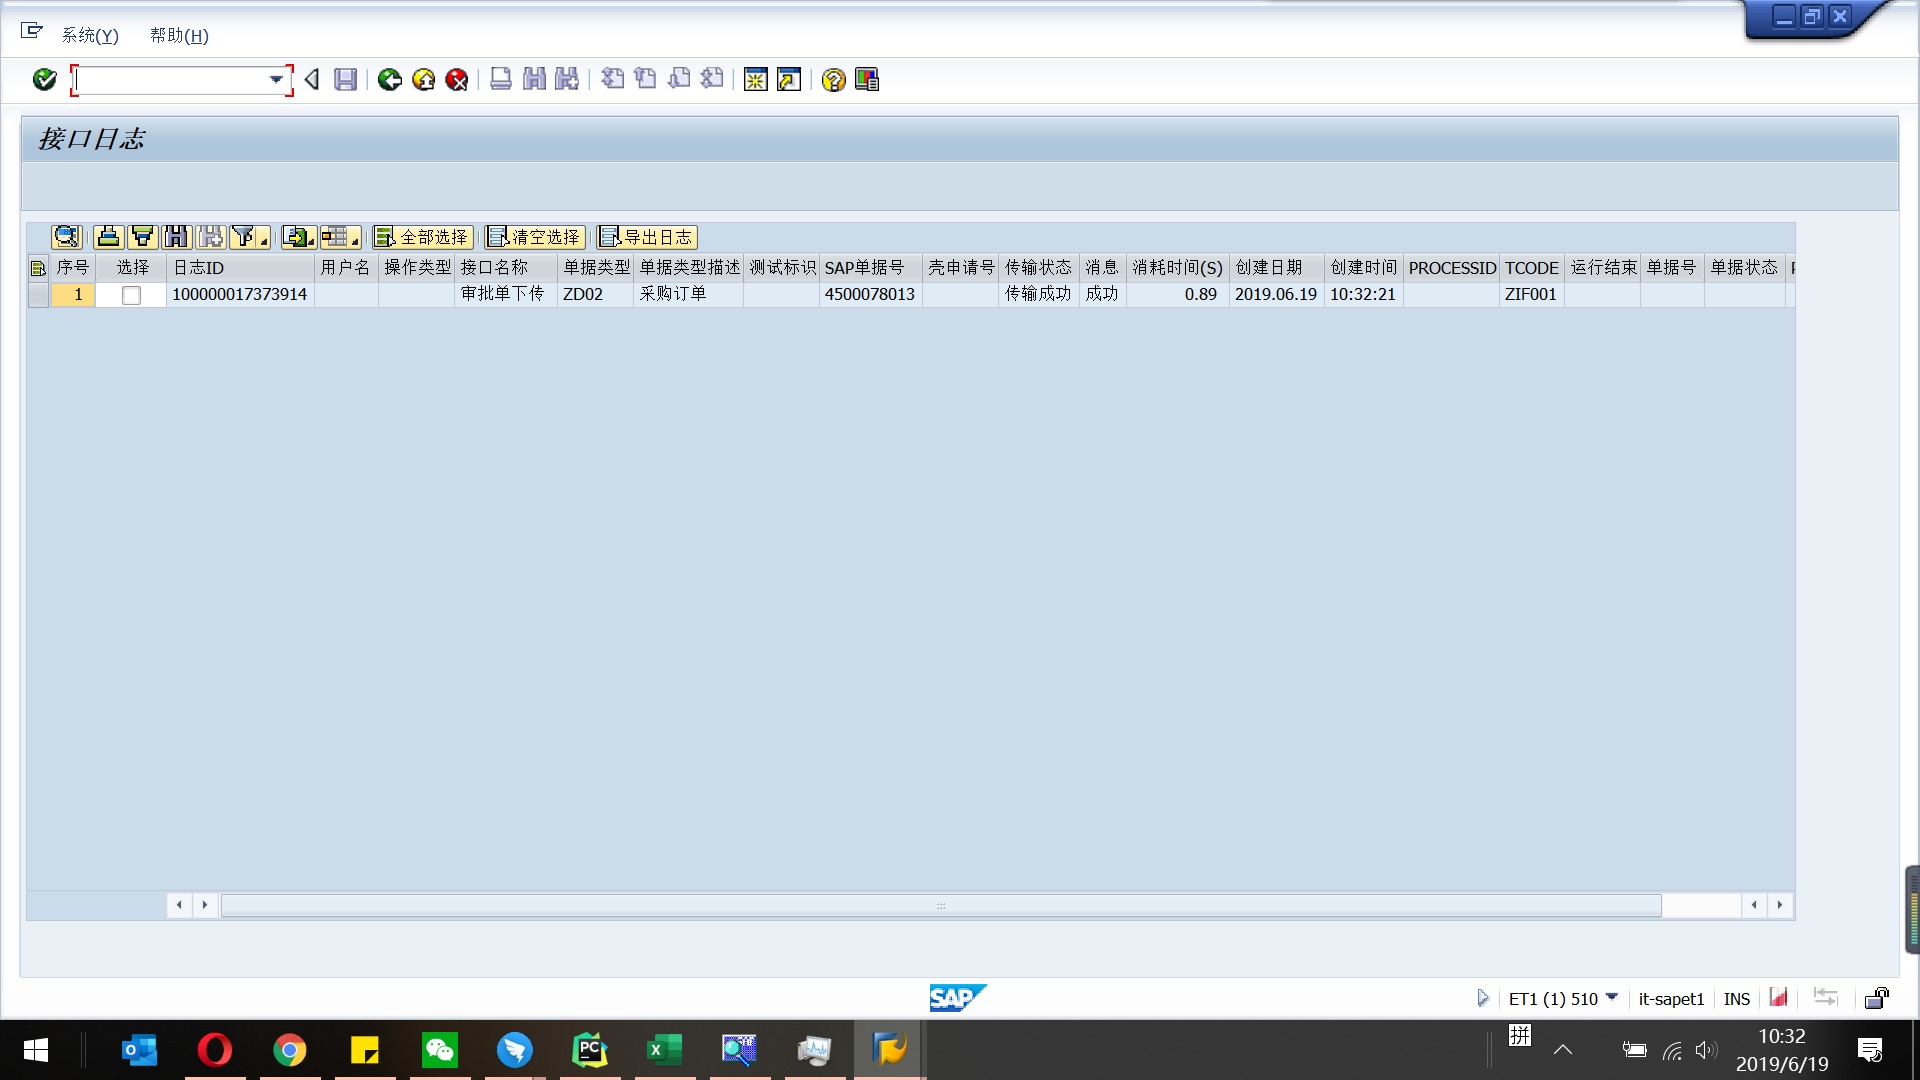 系统(Y) 帮助(H)
接口日志
全部选择 清空选择 导出日志
序号 选择 日志ID 用户名 操作类型 接口名称 单据类型 单据类型描述 测试标识 SAP单据号 壳申请号 传输状态 消息 消耗时间(S) 创建日期 创建时间 PROCESSID TCODE 运行结束 单据号 单据状态
1 100000017373914 审批单下传 ZD02 采购订单 4500078013 传输成功 成功 0.89 2019.06.19 10:32:21 ZIF001
SAP ET1 (1) 510 it-sapet1 INS
拼 10:32
2019/6/19